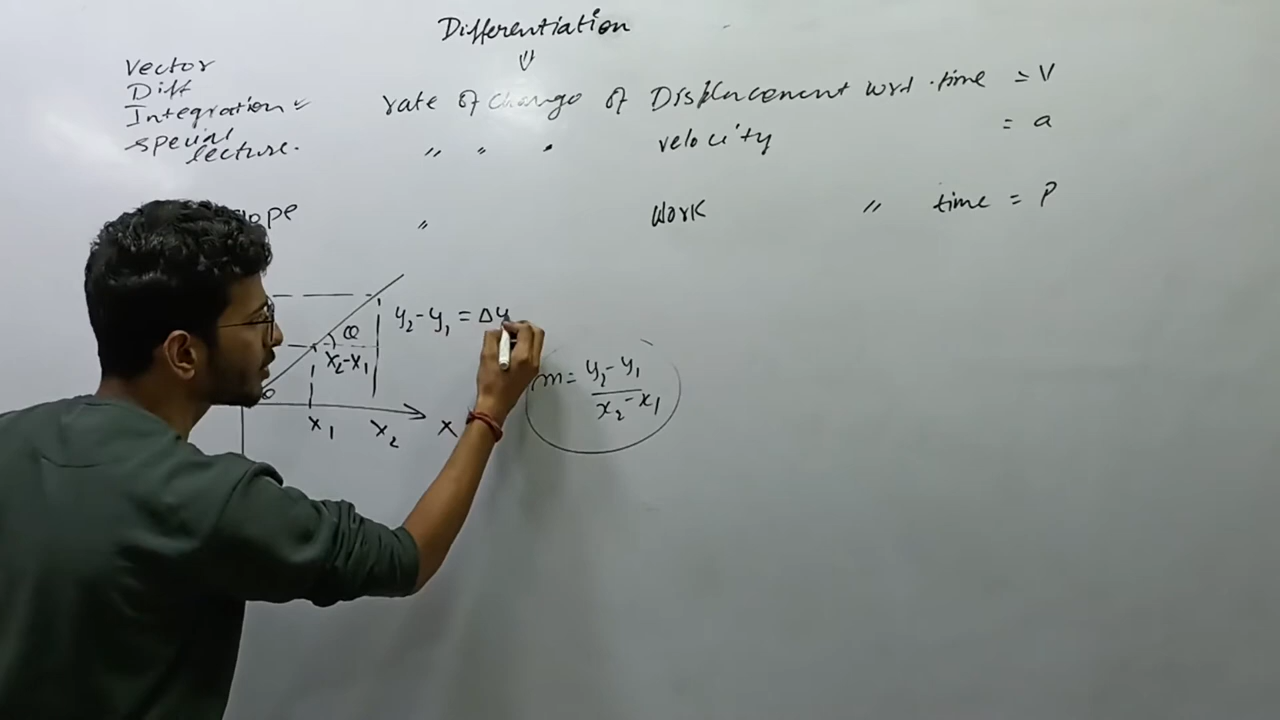 Differentiation
⇓
Vector
Diff
Integration ✓
special
lecture.
rate of change of Displacement wrt. time = V
" " " velocity = a
" Work " time = P
y₂-y₁ = Δy
θ
x₂-x₁
θ
x₁ x₂ x
m = y₂-y₁
x₂-x₁